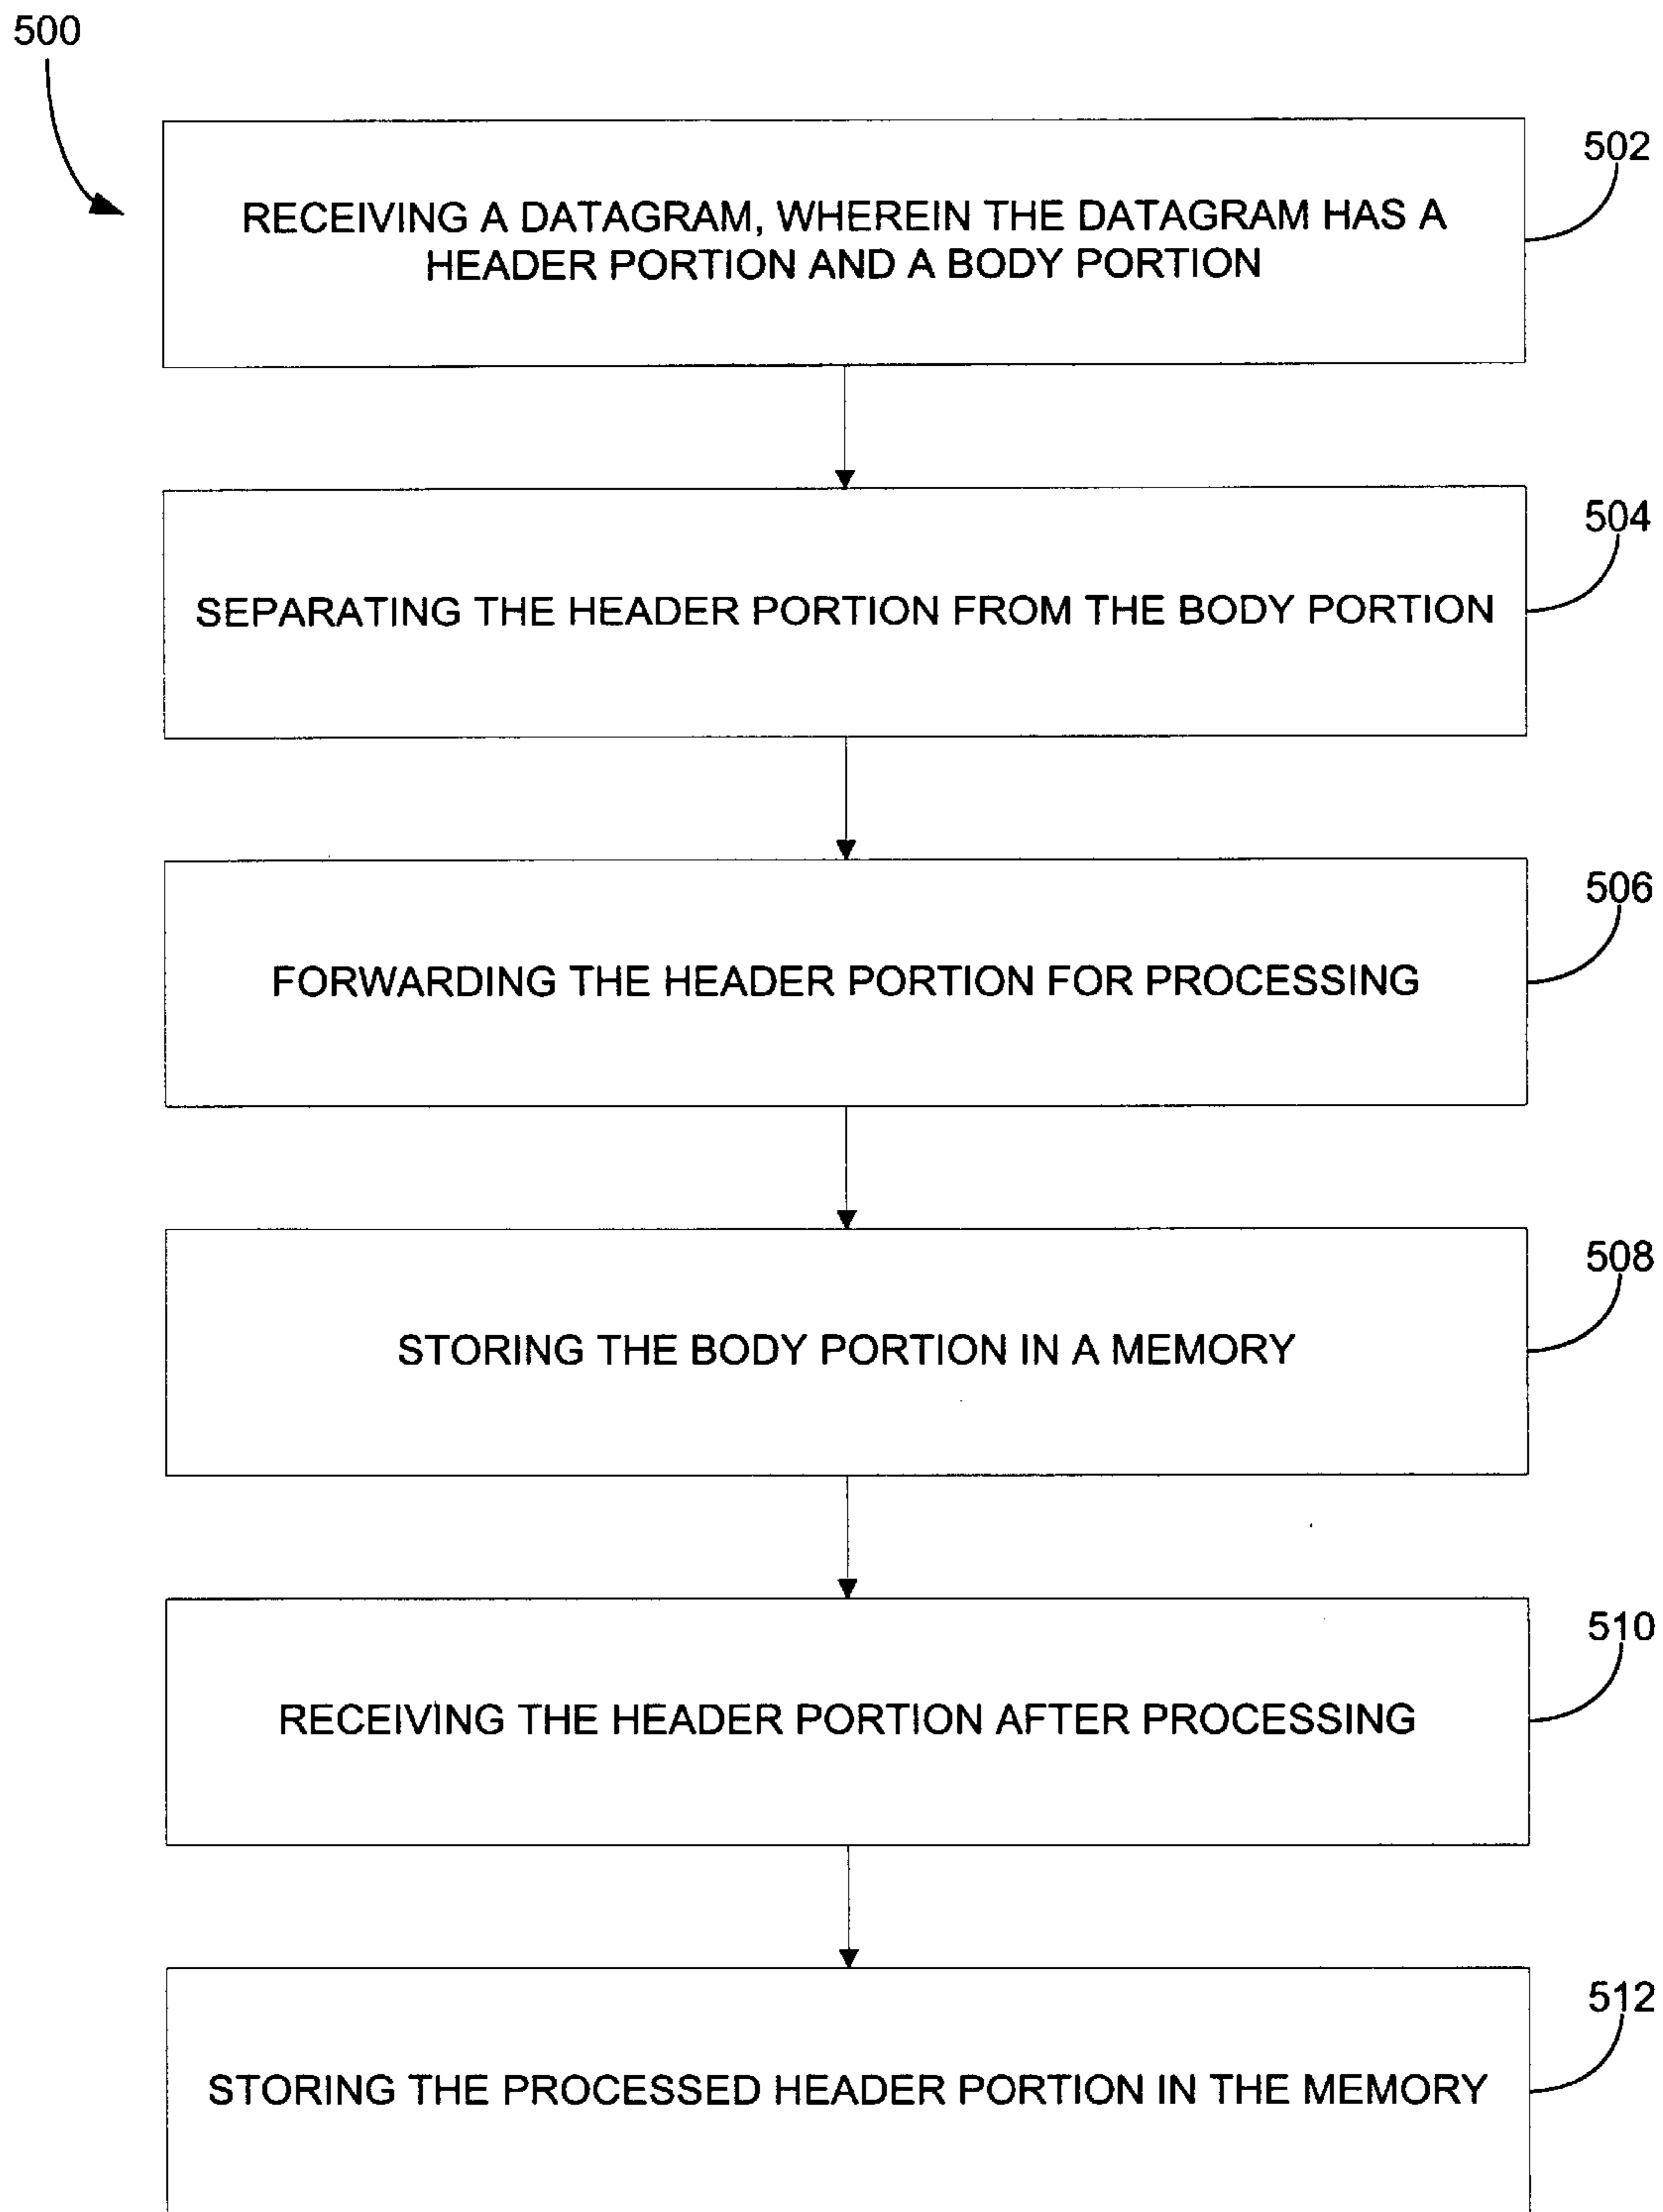 500
502
RECEIVING A DATAGRAM, WHEREIN THE DATAGRAM HAS A
HEADER PORTION AND A BODY PORTION
504
SEPARATING THE HEADER PORTION FROM THE BODY PORTION
506
FORWARDING THE HEADER PORTION FOR PROCESSING
508
STORING THE BODY PORTION IN A MEMORY
510
RECEIVING THE HEADER PORTION AFTER PROCESSING
512
STORING THE PROCESSED HEADER PORTION IN THE MEMORY